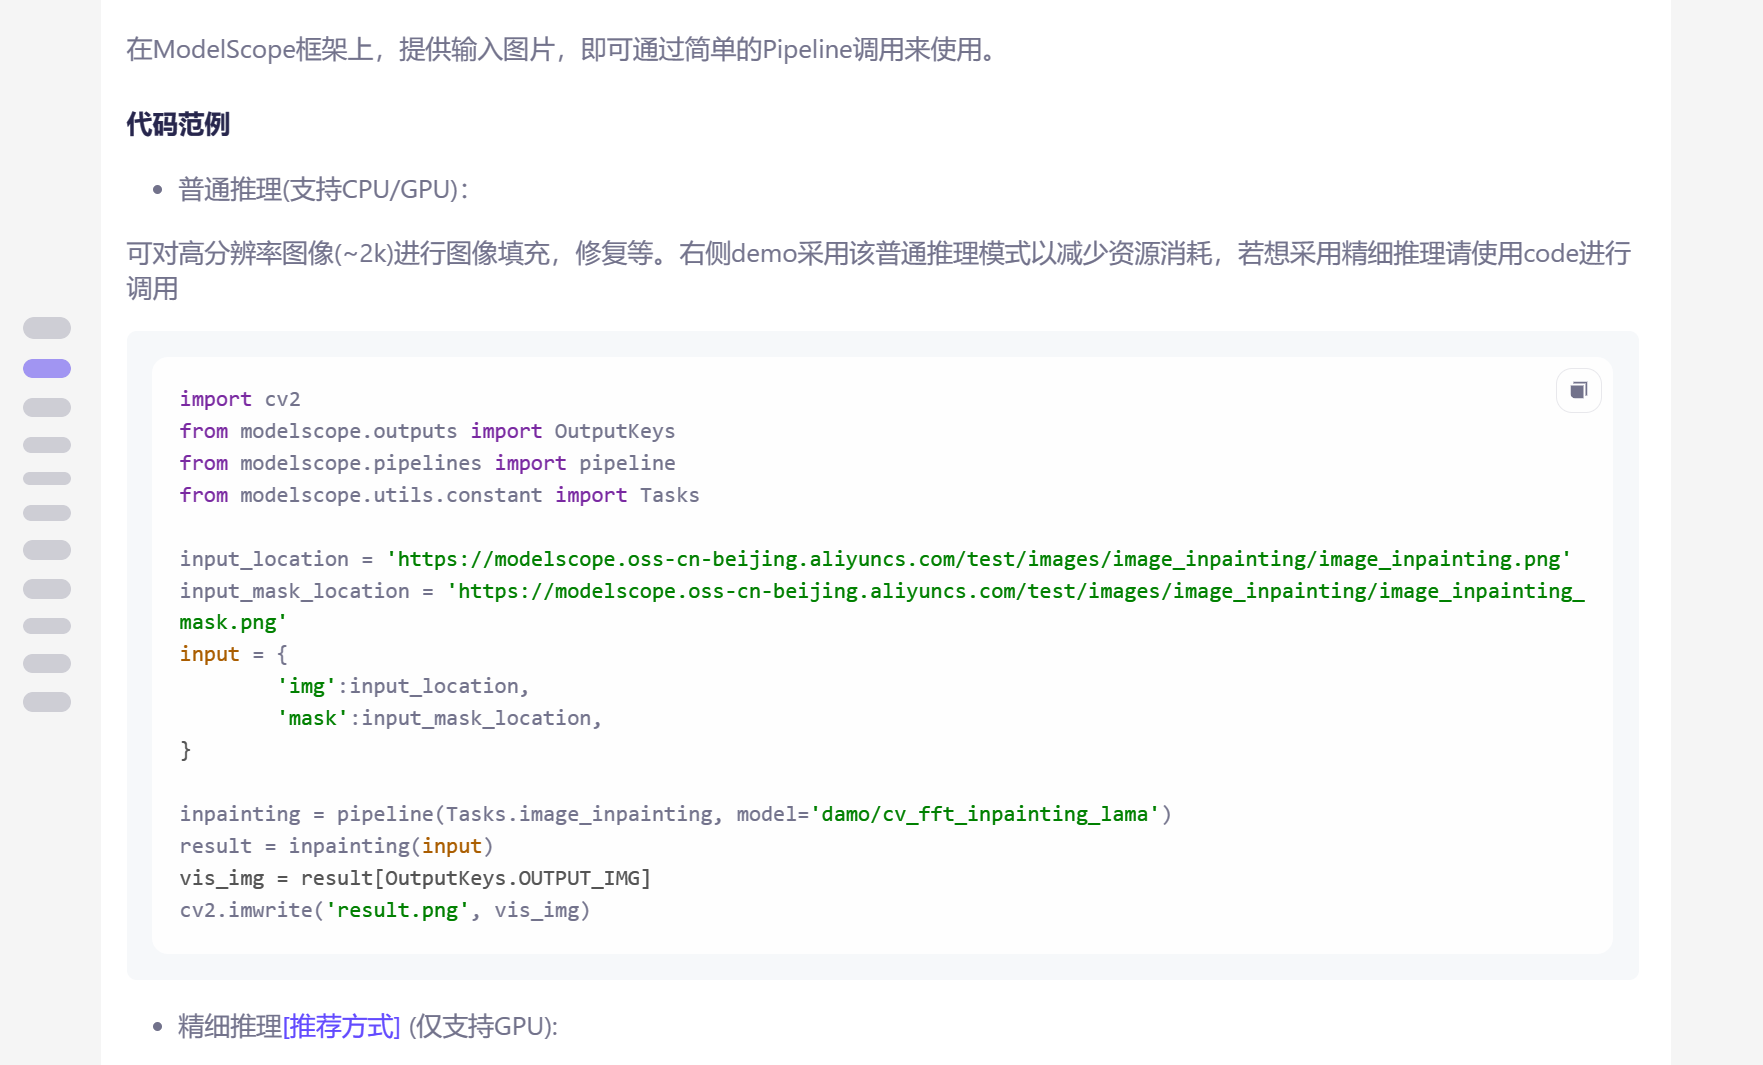 在ModelScope框架上，提供输入图片，即可通过简单的Pipeline调用来使用。
代码范例
• 普通推理(支持CPU/GPU)：
可对高分辨率图像(~2k)进行图像填充，修复等。右侧demo采用该普通推理模式以减少资源消耗，若想采用精细推理请使用code进行
调用
import cv2
from modelscope.outputs import OutputKeys
from modelscope.pipelines import pipeline
from modelscope.utils.constant import Tasks
input_location = 'https://modelscope.oss-cn-beijing.aliyuncs.com/test/images/image_inpainting/image_inpainting.png'
input_mask_location = 'https://modelscope.oss-cn-beijing.aliyuncs.com/test/images/image_inpainting/image_inpainting_
mask.png'
input = {
        'img':input_location,
        'mask':input_mask_location,
}
inpainting = pipeline(Tasks.image_inpainting, model='damo/cv_fft_inpainting_lama')
result = inpainting(input)
vis_img = result[OutputKeys.OUTPUT_IMG]
cv2.imwrite('result.png', vis_img)
• 精细推理[推荐方式] (仅支持GPU):